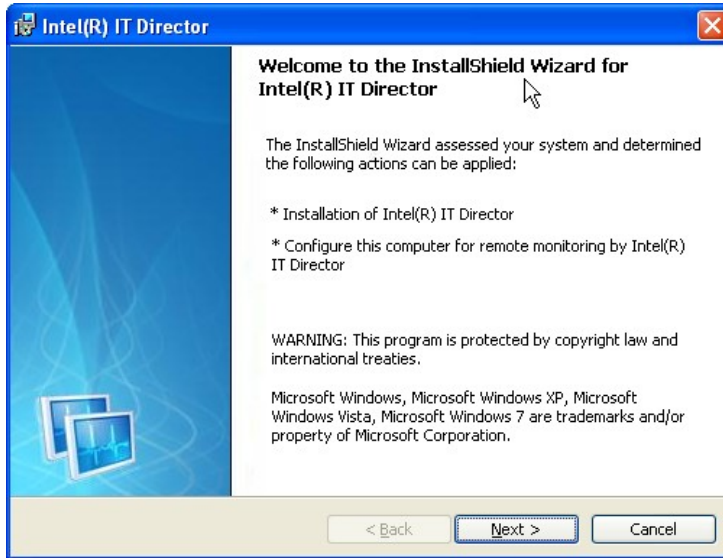 Intel(R) IT Director
Welcome to the InstallShield Wizard for
Intel(R) IT Director
The InstallShield Wizard assessed your system and determined
the following actions can be applied:
* Installation of Intel(R) IT Director
* Configure this computer for remote monitoring by Intel(R)
IT Director
WARNING: This program is protected by copyright law and
international treaties.
Microsoft Windows, Microsoft Windows XP, Microsoft
Windows Vista, Microsoft Windows 7 are trademarks and/or
property of Microsoft Corporation.
< Back Next > Cancel